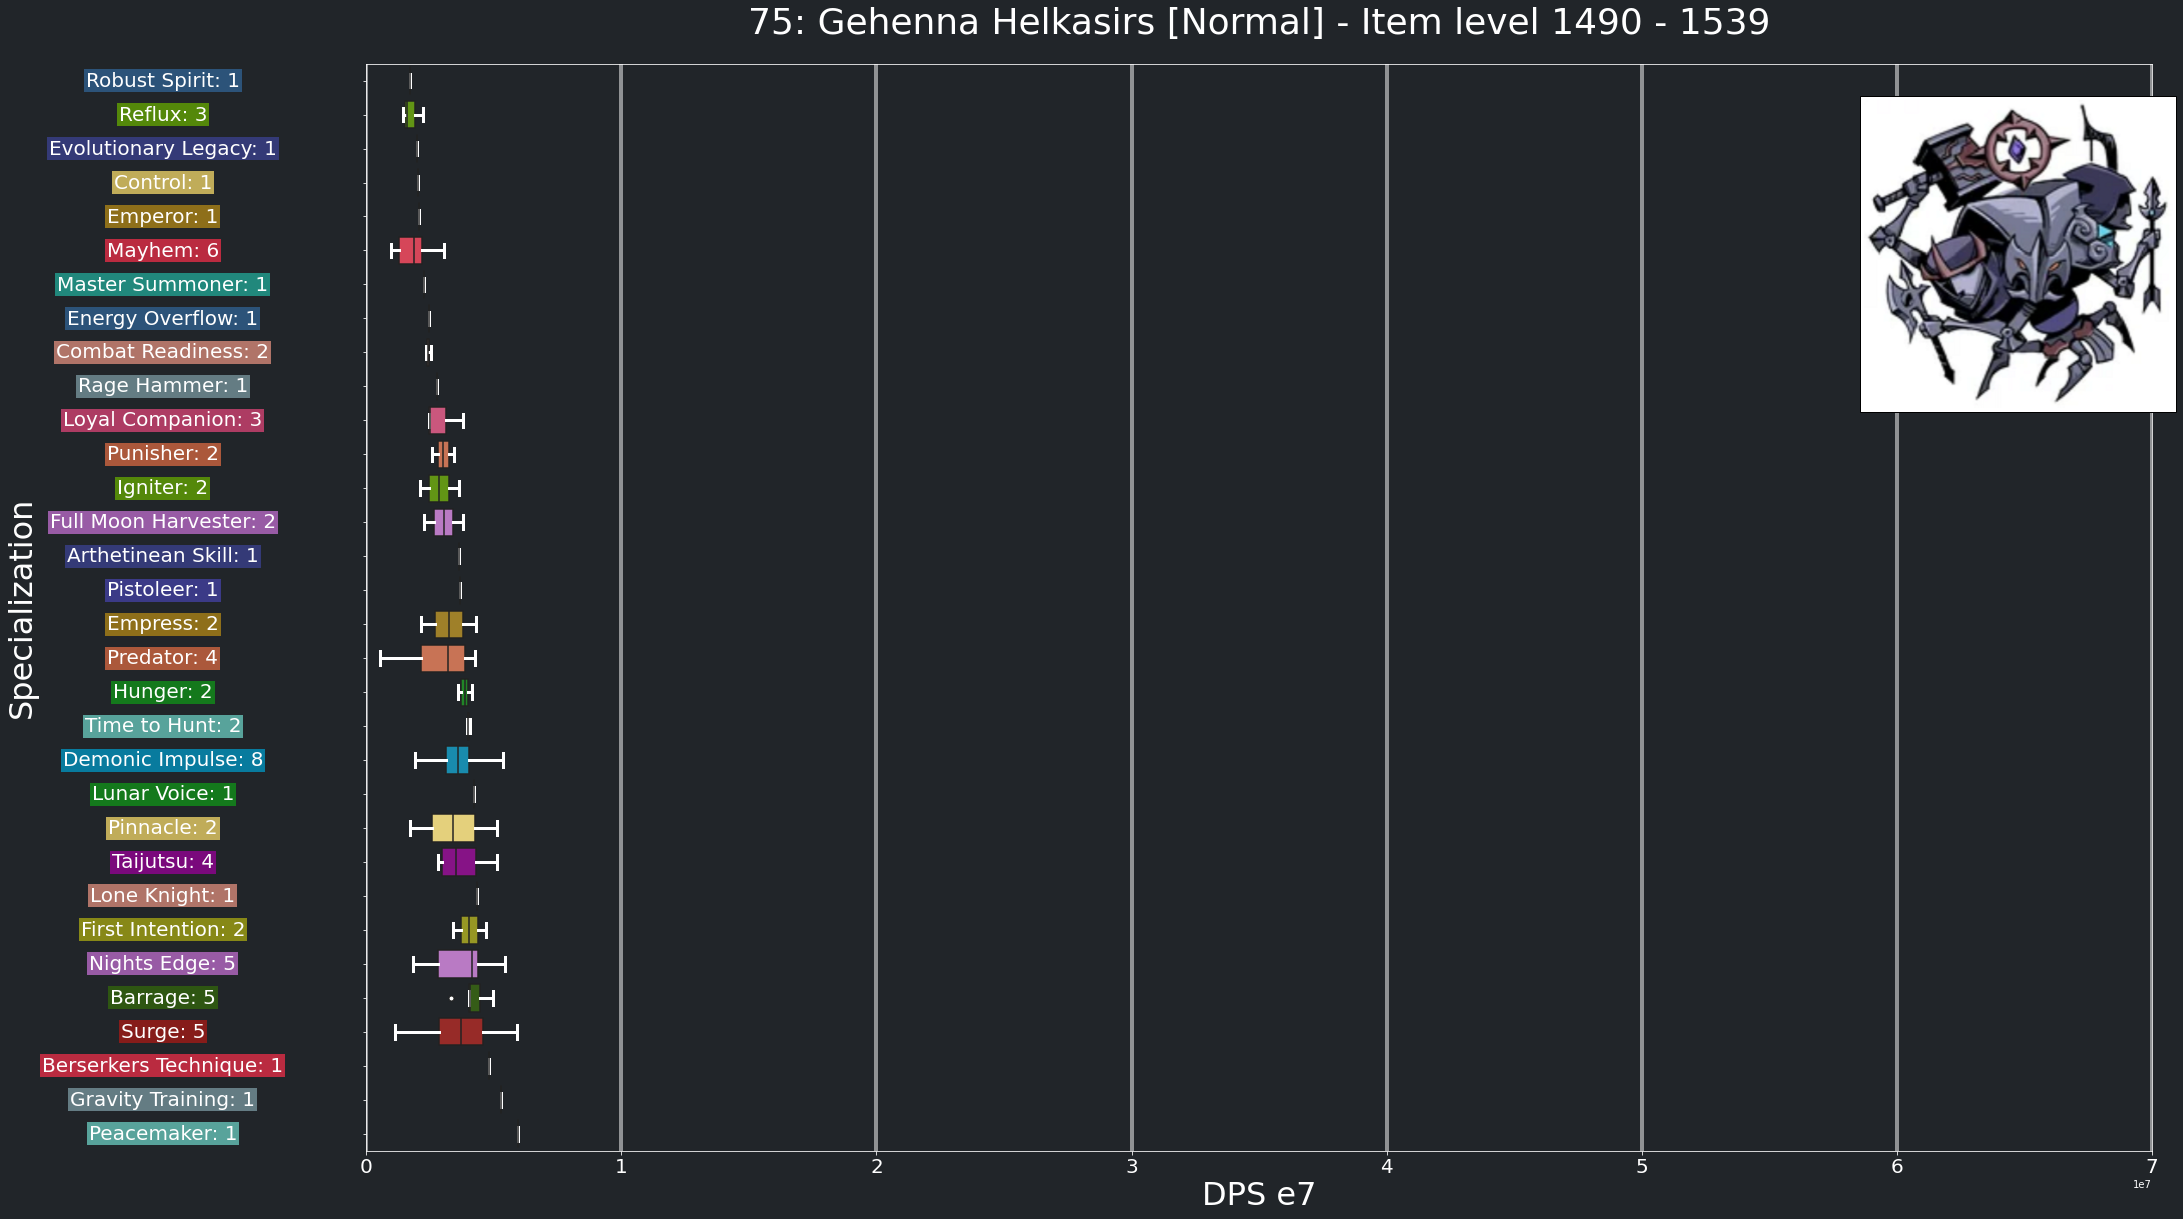 75: Gehenna Helkasirs [Normal] - Item level 1490 - 1539
Specialization
Robust Spirit: 1
Reflux: 3
Evolutionary Legacy: 1
Control: 1
Emperor: 1
Mayhem: 6
Master Summoner: 1
Energy Overflow: 1
Combat Readiness: 2
Rage Hammer: 1
Loyal Companion: 3
Punisher: 2
Igniter: 2
Full Moon Harvester: 2
Arthetinean Skill: 1
Pistoleer: 1
Empress: 2
Predator: 4
Hunger: 2
Time to Hunt: 2
Demonic Impulse: 8
Lunar Voice: 1
Pinnacle: 2
Taijutsu: 4
Lone Knight: 1
First Intention: 2
Nights Edge: 5
Barrage: 5
Surge: 5
Berserkers Technique: 1
Gravity Training: 1
Peacemaker: 1
0 1 2 3 4 5 6 7
1e7
DPS e7